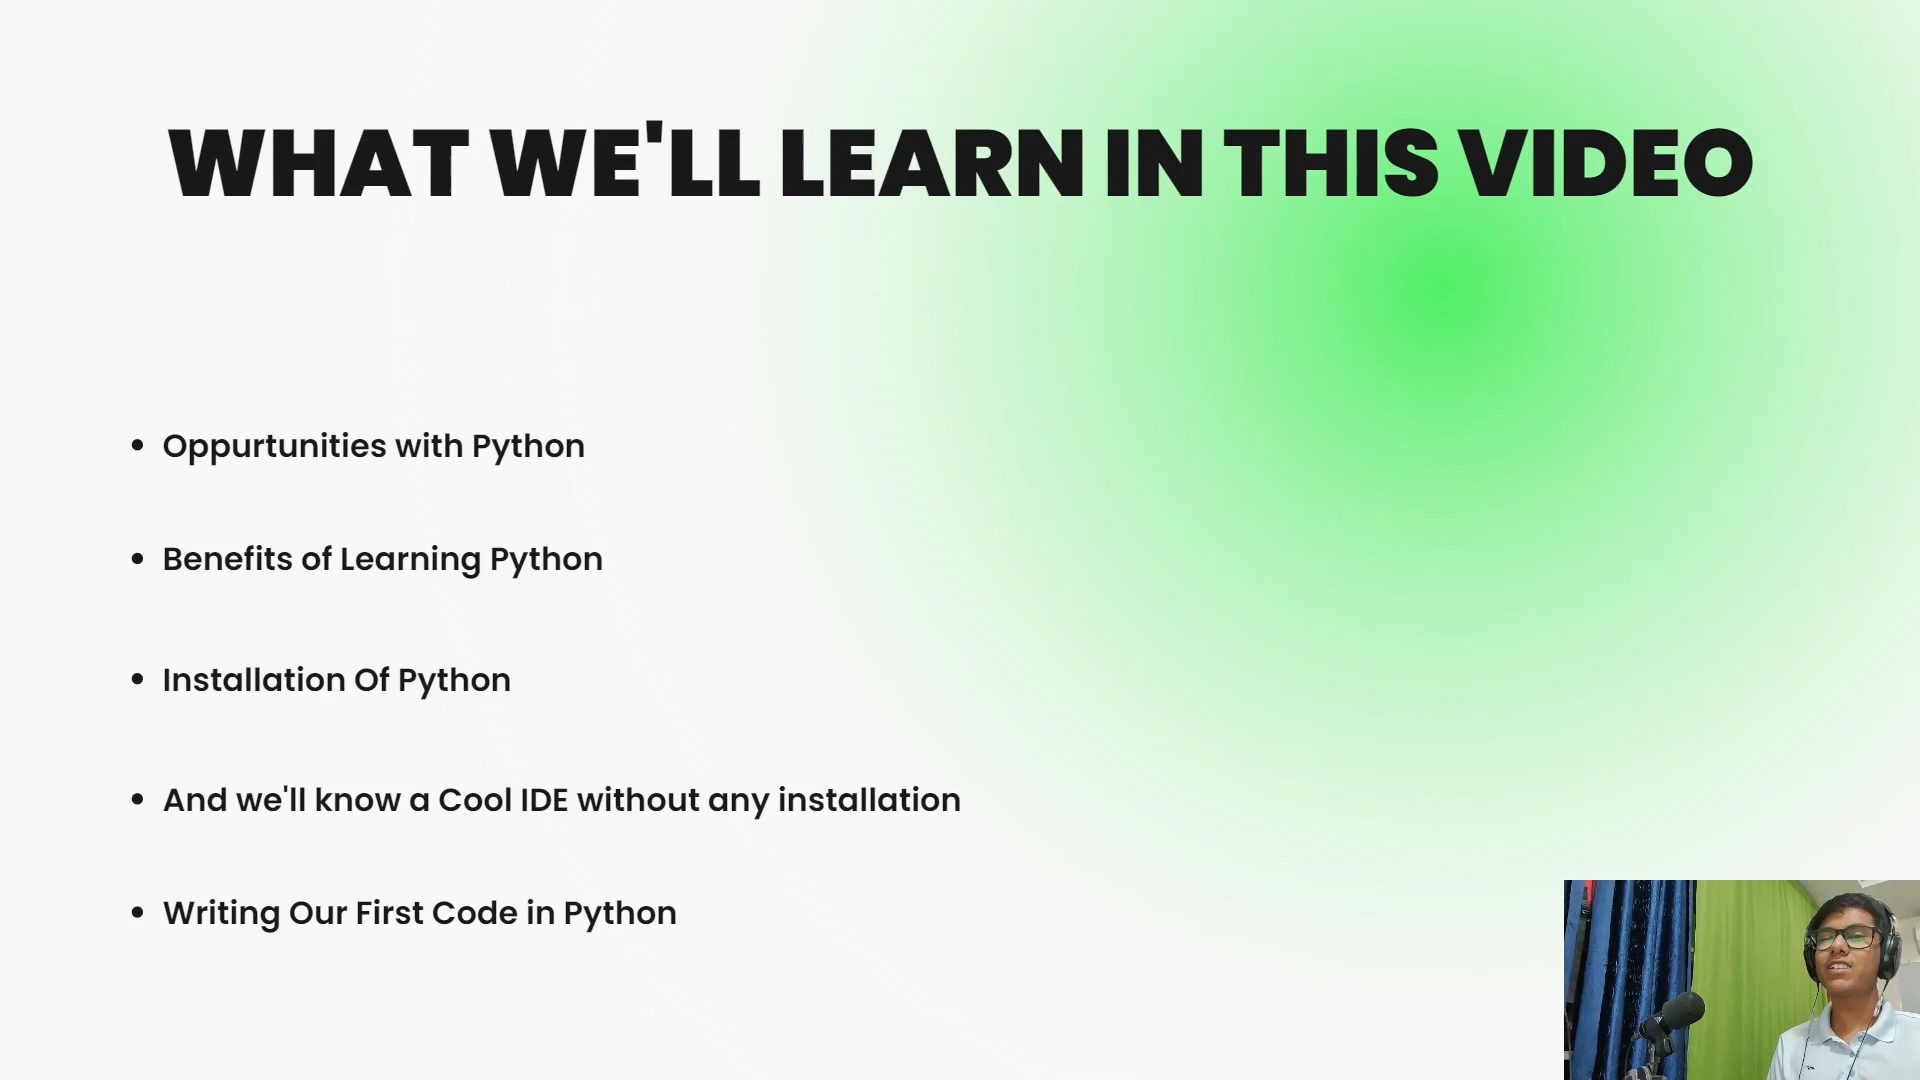 WHAT WE'LL LEARN IN THIS VIDEO
• Oppurtunities with Python
• Benefits of Learning Python
• Installation Of Python
• And we'll know a Cool IDE without any installation
• Writing Our First Code in Python